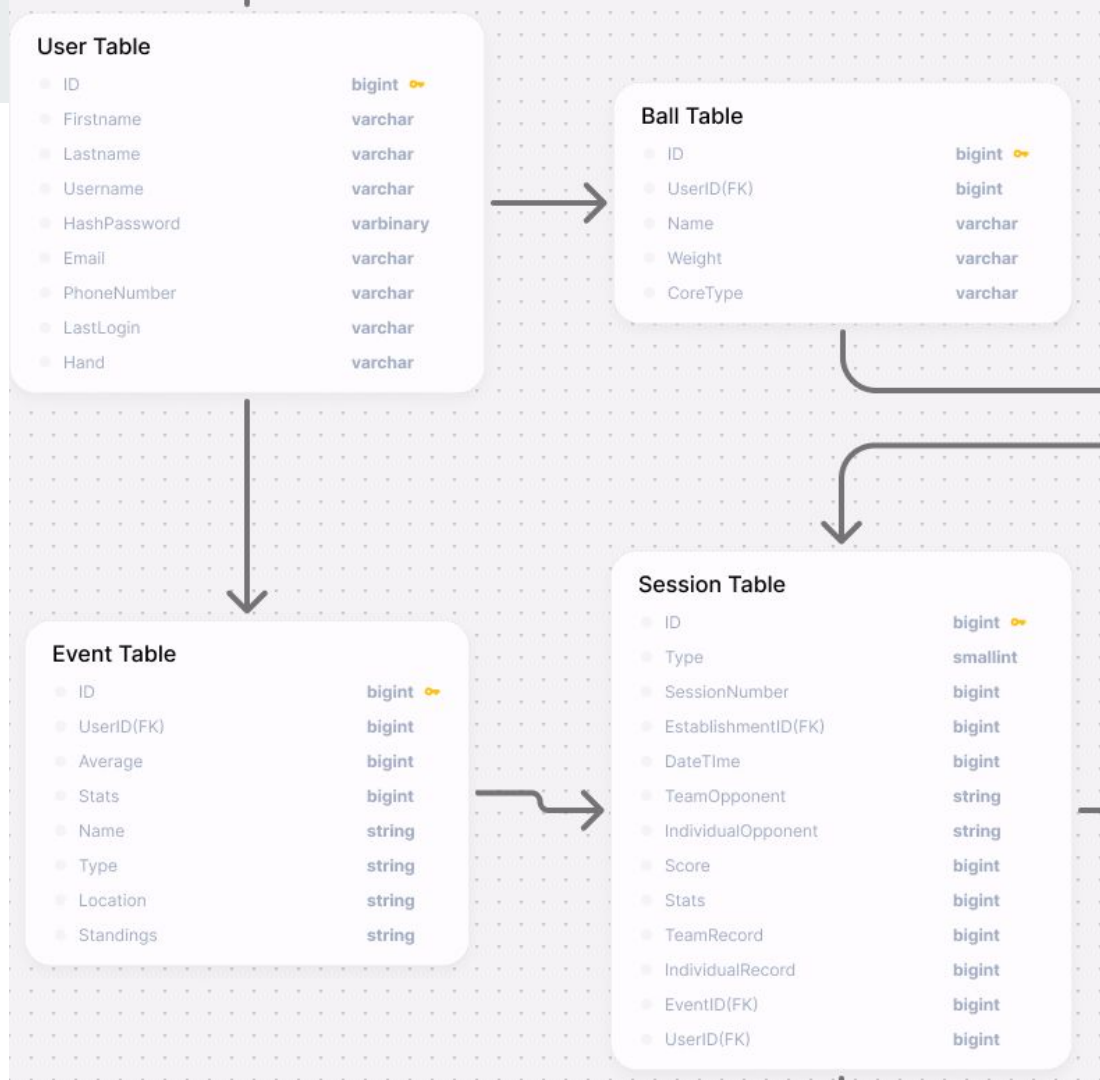 User Table
ID bigint
Firstname varchar
Lastname varchar
Username varchar
HashPassword varbinary
Email varchar
PhoneNumber varchar
LastLogin varchar
Hand varchar
Ball Table
ID bigint
UserID(FK) bigint
Name varchar
Weight varchar
CoreType varchar
Event Table
ID bigint
UserID(FK) bigint
Average bigint
Stats bigint
Name string
Type string
Location string
Standings string
Session Table
ID bigint
Type smallint
SessionNumber bigint
EstablishmentID(FK) bigint
DateTIme bigint
TeamOpponent string
IndividualOpponent string
Score bigint
Stats bigint
TeamRecord bigint
IndividualRecord bigint
EventID(FK) bigint
UserID(FK) bigint